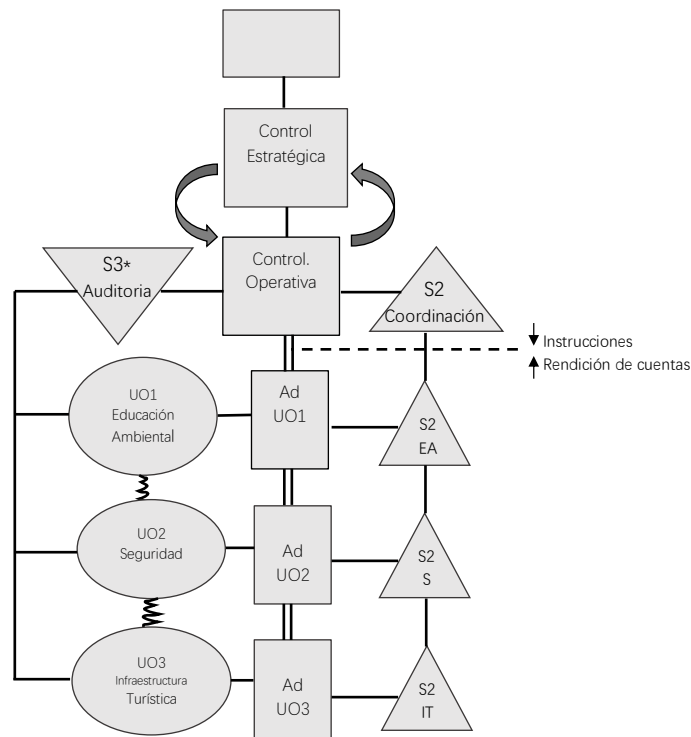 Control
Estratégica
S3*
Auditoria
Control.
Operativa
S2
Coordinación
Instrucciones
Rendición de cuentas
UO1
Educación
Ambiental
Ad
UO1
S2
EA
UO2
Seguridad
Ad
UO2
S2
S
UO3
Infraestructura
Turística
Ad
UO3
S2
IT